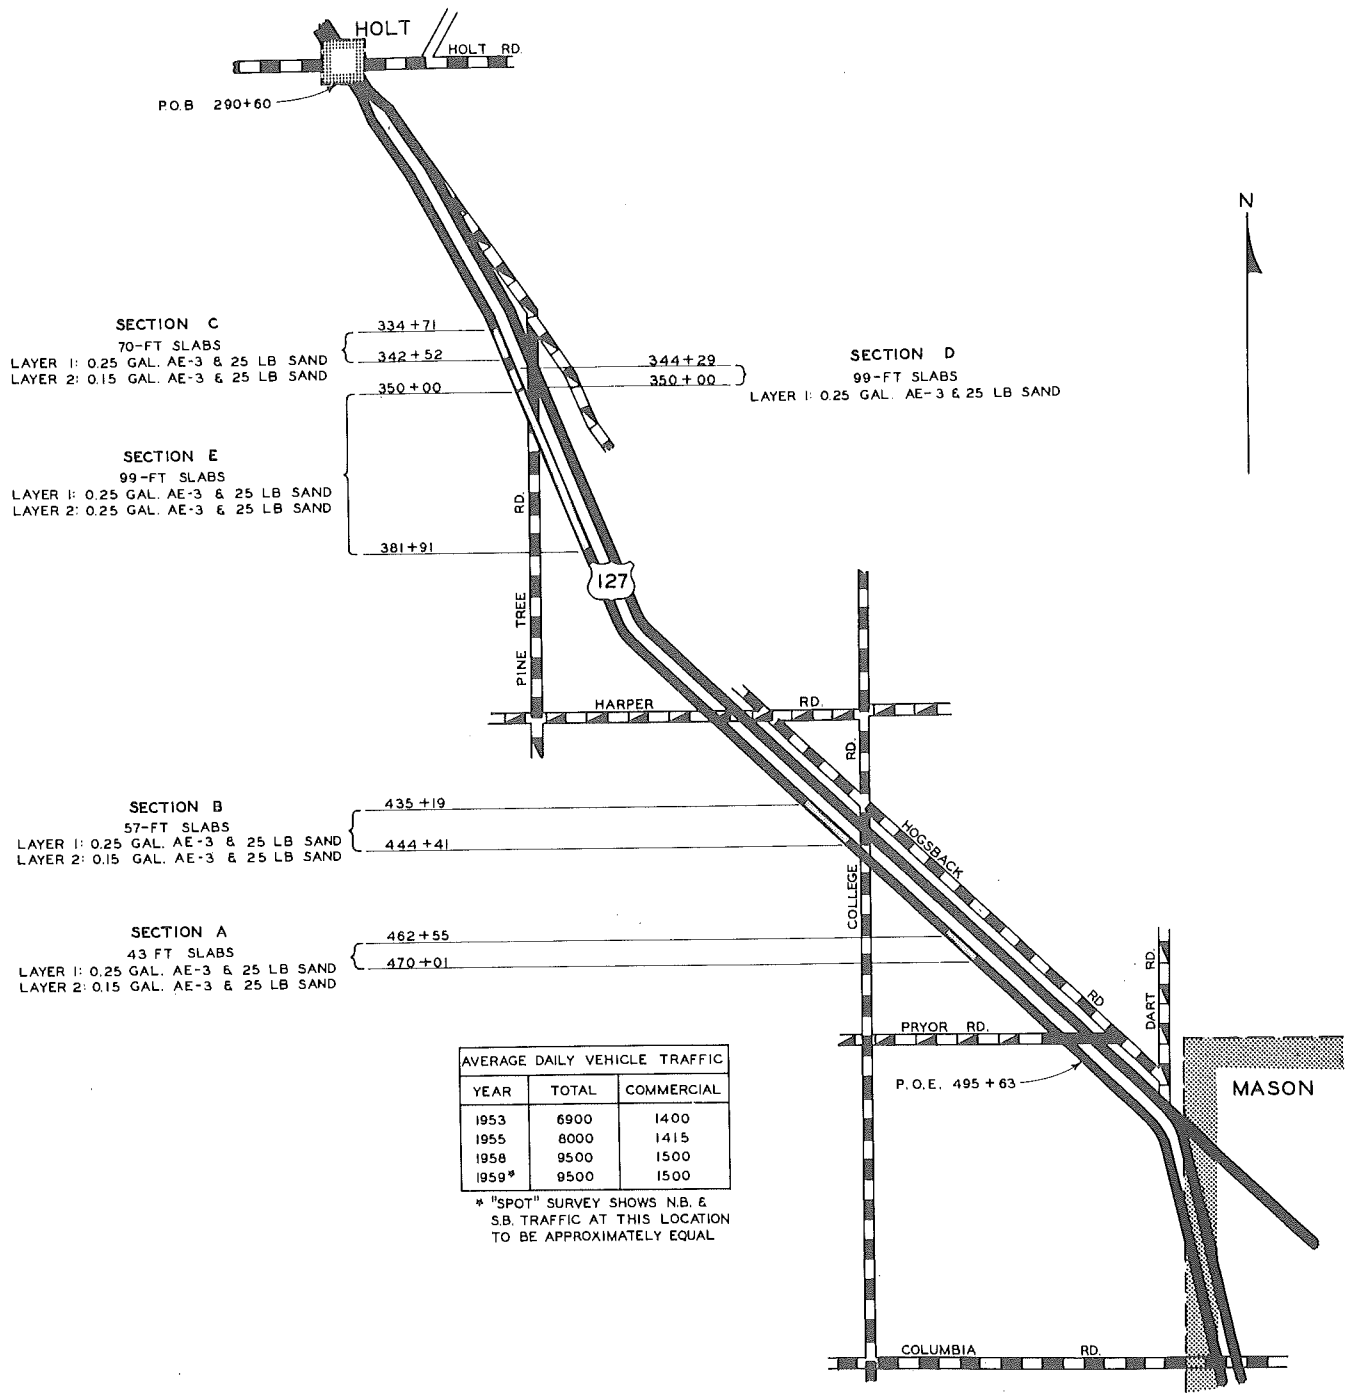 HOLT
HOLT RD.
P.O.B 290+60
N
SECTION C
70-FT SLABS
LAYER 1: 0.25 GAL. AE-3 & 25 LB SAND
LAYER 2: 0.15 GAL. AE-3 & 25 LB SAND
334+71
342+52
350+00
344+29
350+00
SECTION D
99-FT SLABS
LAYER 1: 0.25 GAL. AE-3 & 25 LB SAND
SECTION E
99-FT SLABS
LAYER 1: 0.25 GAL. AE-3 & 25 LB SAND
LAYER 2: 0.25 GAL. AE-3 & 25 LB SAND
381+91
127
PINE TREE RD.
HARPER RD.
SECTION B
57-FT SLABS
LAYER 1: 0.25 GAL. AE-3 & 25 LB SAND
LAYER 2: 0.15 GAL. AE-3 & 25 LB SAND
435+19
444+41
COLLEGE RD.
HOGSBACK RD
SECTION A
43 FT SLABS
LAYER 1: 0.25 GAL. AE-3 & 25 LB SAND
LAYER 2: 0.15 GAL. AE-3 & 25 LB SAND
462+55
470+01
DART RD.
PRYOR RD.
P.O.E. 495+63
MASON
AVERAGE DAILY VEHICLE TRAFFIC
YEAR TOTAL COMMERCIAL
1953 6900 1400
1955 8000 1415
1958 9500 1500
1959* 9500 1500
* "SPOT" SURVEY SHOWS N.B. &
S.B. TRAFFIC AT THIS LOCATION
TO BE APPROXIMATELY EQUAL
COLUMBIA RD.